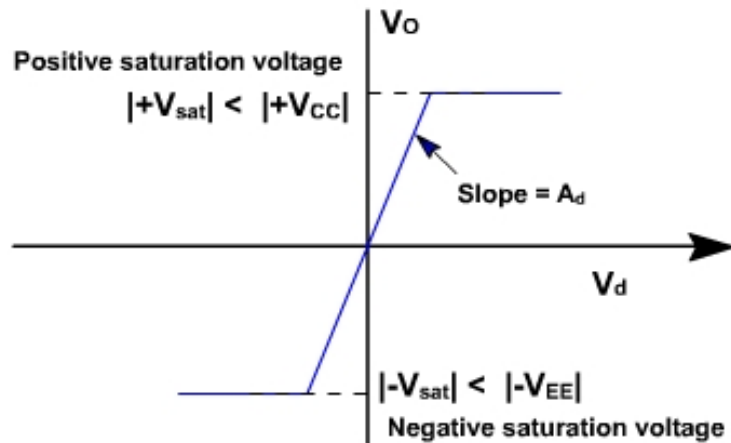 Vo
Positive saturation voltage
|+Vsat| < |+VCC|
Slope = Ad
Vd
|-Vsat| < |-VEE|
Negative saturation voltage